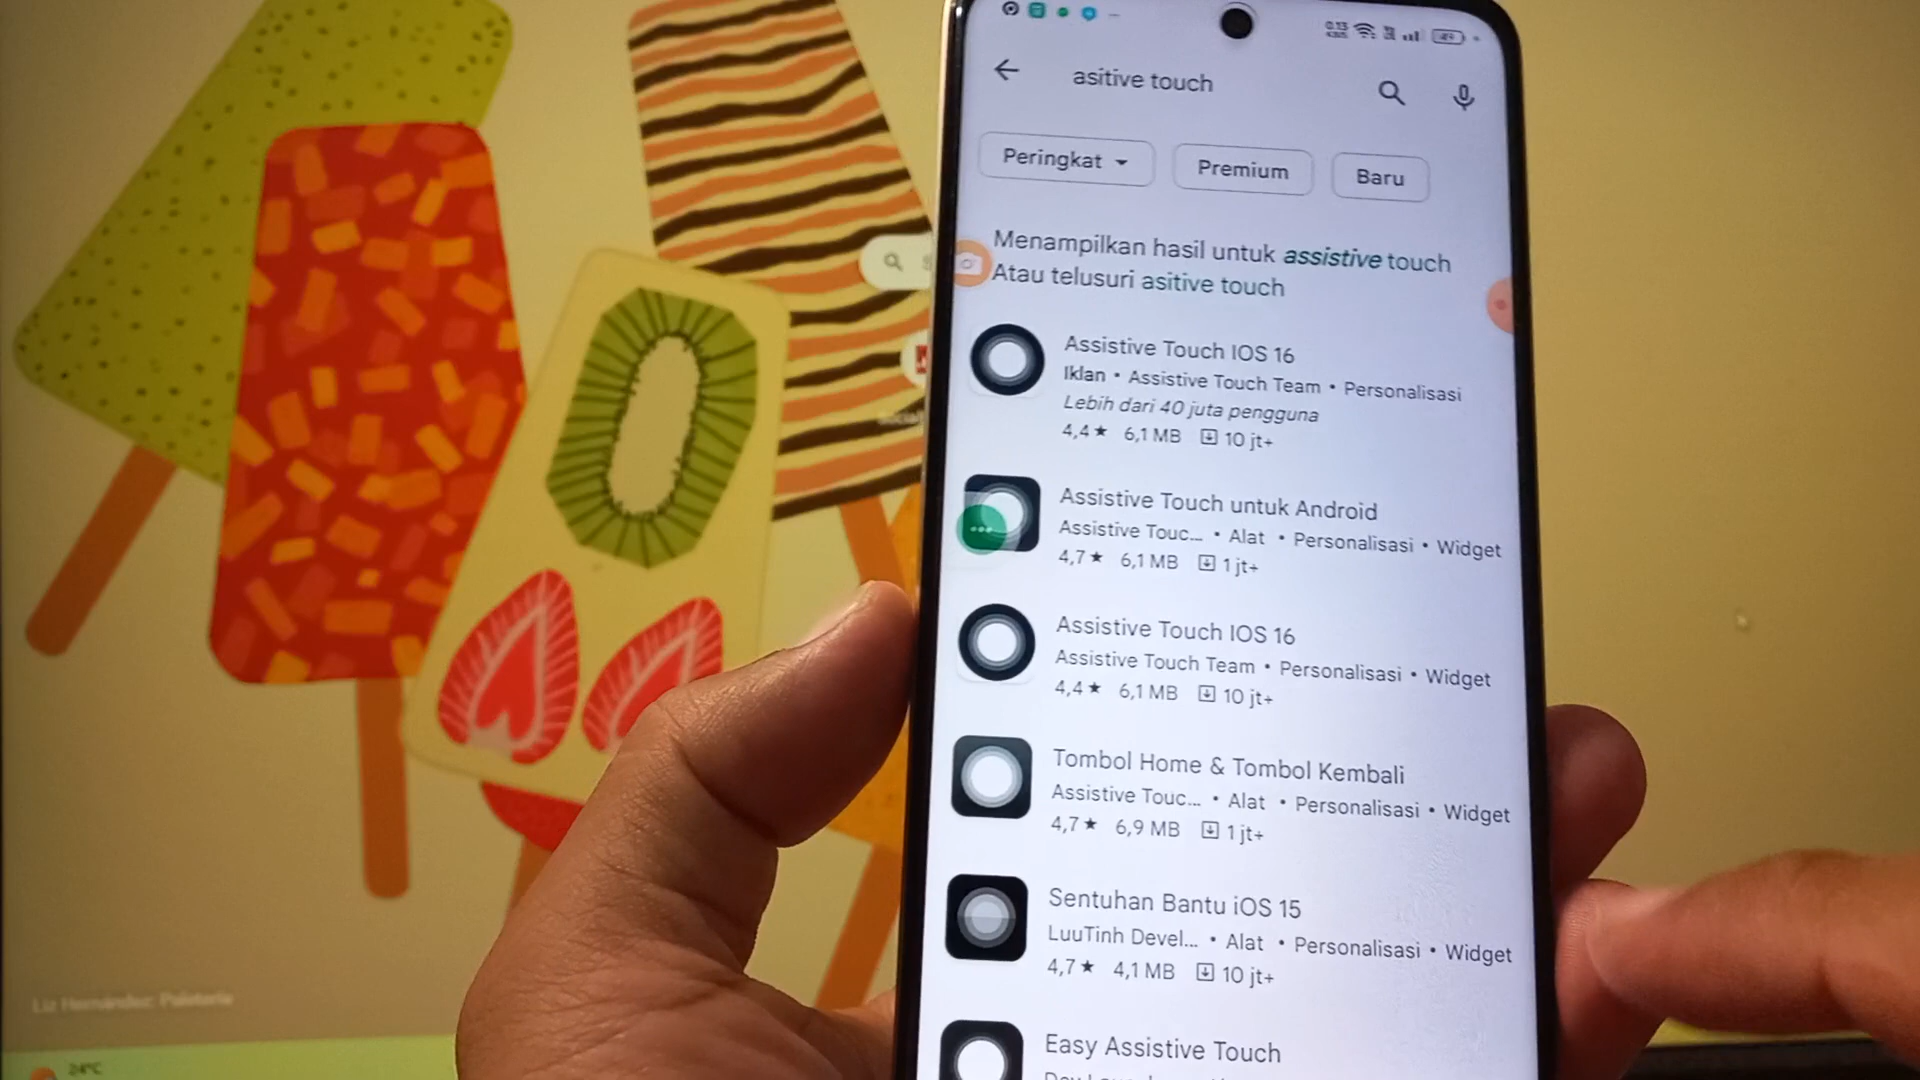 asitive touch
Peringkat
Premium
Baru
Menampilkan hasil untuk assistive touch
Atau telusuri asitive touch
Assistive Touch IOS 16
Iklan • Assistive Touch Team • Personalisasi
Lebih dari 40 juta pengguna
4,4★ 6,1 MB 10 jt+
Assistive Touch untuk Android
Assistive Touc... • Alat • Personalisasi • Widget
4,7★ 6,1 MB 1 jt+
Assistive Touch IOS 16
Assistive Touch Team • Personalisasi • Widget
4,4★ 6,1 MB 10 jt+
Tombol Home & Tombol Kembali
Assistive Touc... • Alat • Personalisasi • Widget
4,7★ 6,9 MB 1 jt+
Sentuhan Bantu iOS 15
LuuTinh Devel... • Alat • Personalisasi • Widget
4,7★ 4,1 MB 10 jt+
Easy Assistive Touch
Liz Hernández: Paletería
24°C